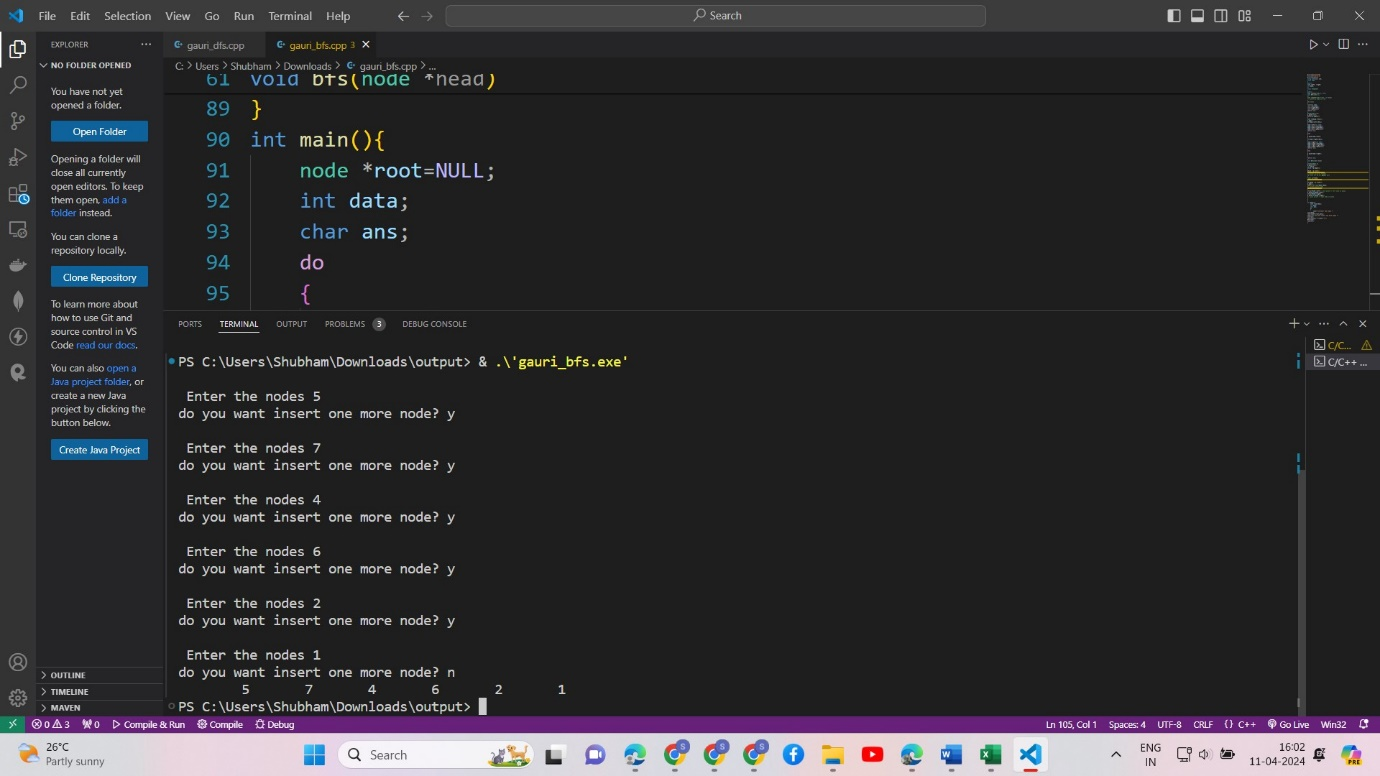 File Edit Selection View Go Run Terminal Help
Search
EXPLORER
NO FOLDER OPENED
You have not yet
opened a folder.
Open Folder
Opening a folder will
close all currently
open editors. To keep
them open, add a
folder instead.
You can clone a
repository locally.
Clone Repository
To learn more about
how to use Git and
source control in VS
Code read our docs.
You can also open a
Java project folder, or
create a new Java
project by clicking the
button below.
Create Java Project
OUTLINE
TIMELINE
MAVEN
gauri_dfs.cpp
gauri_bfs.cpp 3
C: > Users > Shubham > Downloads > gauri_bfs.cpp > ...
61 void bfs(node *head)
89 }
90 int main(){
91 node *root=NULL;
92 int data;
93 char ans;
94 do
95 {
PORTS TERMINAL OUTPUT PROBLEMS 3 DEBUG CONSOLE
C/C...
C/C++ ...
PS C:\Users\Shubham\Downloads\output> & .\'gauri_bfs.exe'
Enter the nodes 5
do you want insert one more node? y
Enter the nodes 7
do you want insert one more node? y
Enter the nodes 4
do you want insert one more node? y
Enter the nodes 6
do you want insert one more node? y
Enter the nodes 2
do you want insert one more node? y
Enter the nodes 1
do you want insert one more node? n
5 7 4 6 2 1
PS C:\Users\Shubham\Downloads\output>
0 3 0 Compile & Run Compile Debug Ln 105, Col 1 Spaces: 4 UTF-8 CRLF {} C++ Go Live Win32
26°C
Partly sunny
Search
ENG
IN
16:02
11-04-2024
PRE